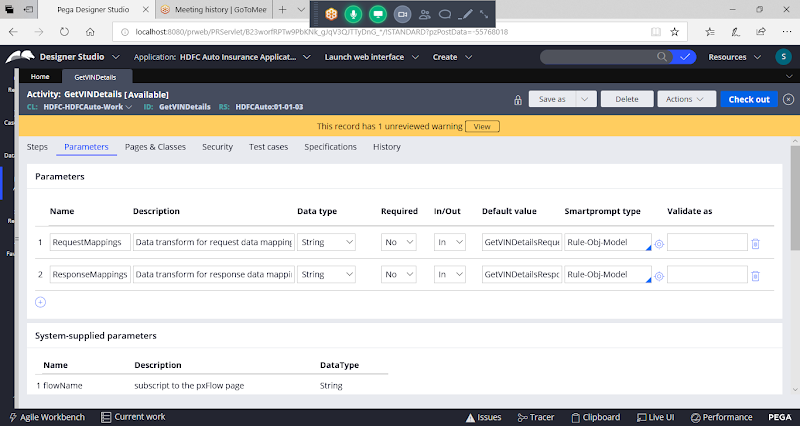 Pega Designer Studio
Meeting history | GoToMee
localhost:8080/prweb/PRServlet/B23worfRPTw9PbKNk_gJqV3QJTTyDnG_*/!STANDARD?pzPostData=-55768018
Designer Studio
Application: HDFC Auto Insurance Applicat...
Launch web interface
Create
Resources
S
Home
GetVINDetails
Activity: GetVINDetails [Available]
CL: HDFC-HDFCAuto-Work
ID: GetVINDetails
RS: HDFCAuto:01-01-03
Save as
Delete
Actions
Check out
This record has 1 unreviewed warning
View
Steps
Parameters
Pages & Classes
Security
Test cases
Specifications
History
Parameters
Name Description Data type Required In/Out Default value Smartprompt type Validate as
1 RequestMappings Data transform for request data mapping String No In GetVINDetailsReque Rule-Obj-Model
2 ResponseMappings Data transform for response data mappi String No In GetVINDetailsRespo Rule-Obj-Model
System-supplied parameters
Name Description DataType
1 flowName subscript to the pxFlow page String
Agile Workbench
Current work
Issues
Tracer
Clipboard
Live UI
Performance
PEGA